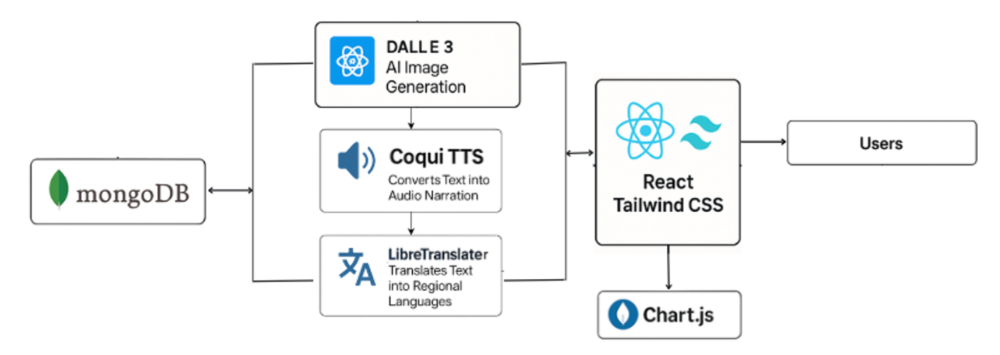 DALLE 3
AI Image
Generation
Coqui TTS
Converts Text into
Audio Narration
LibreTranslater
Translates Text
into Regional
Languages
mongoDB
React
Tailwind CSS
Users
Chart.js